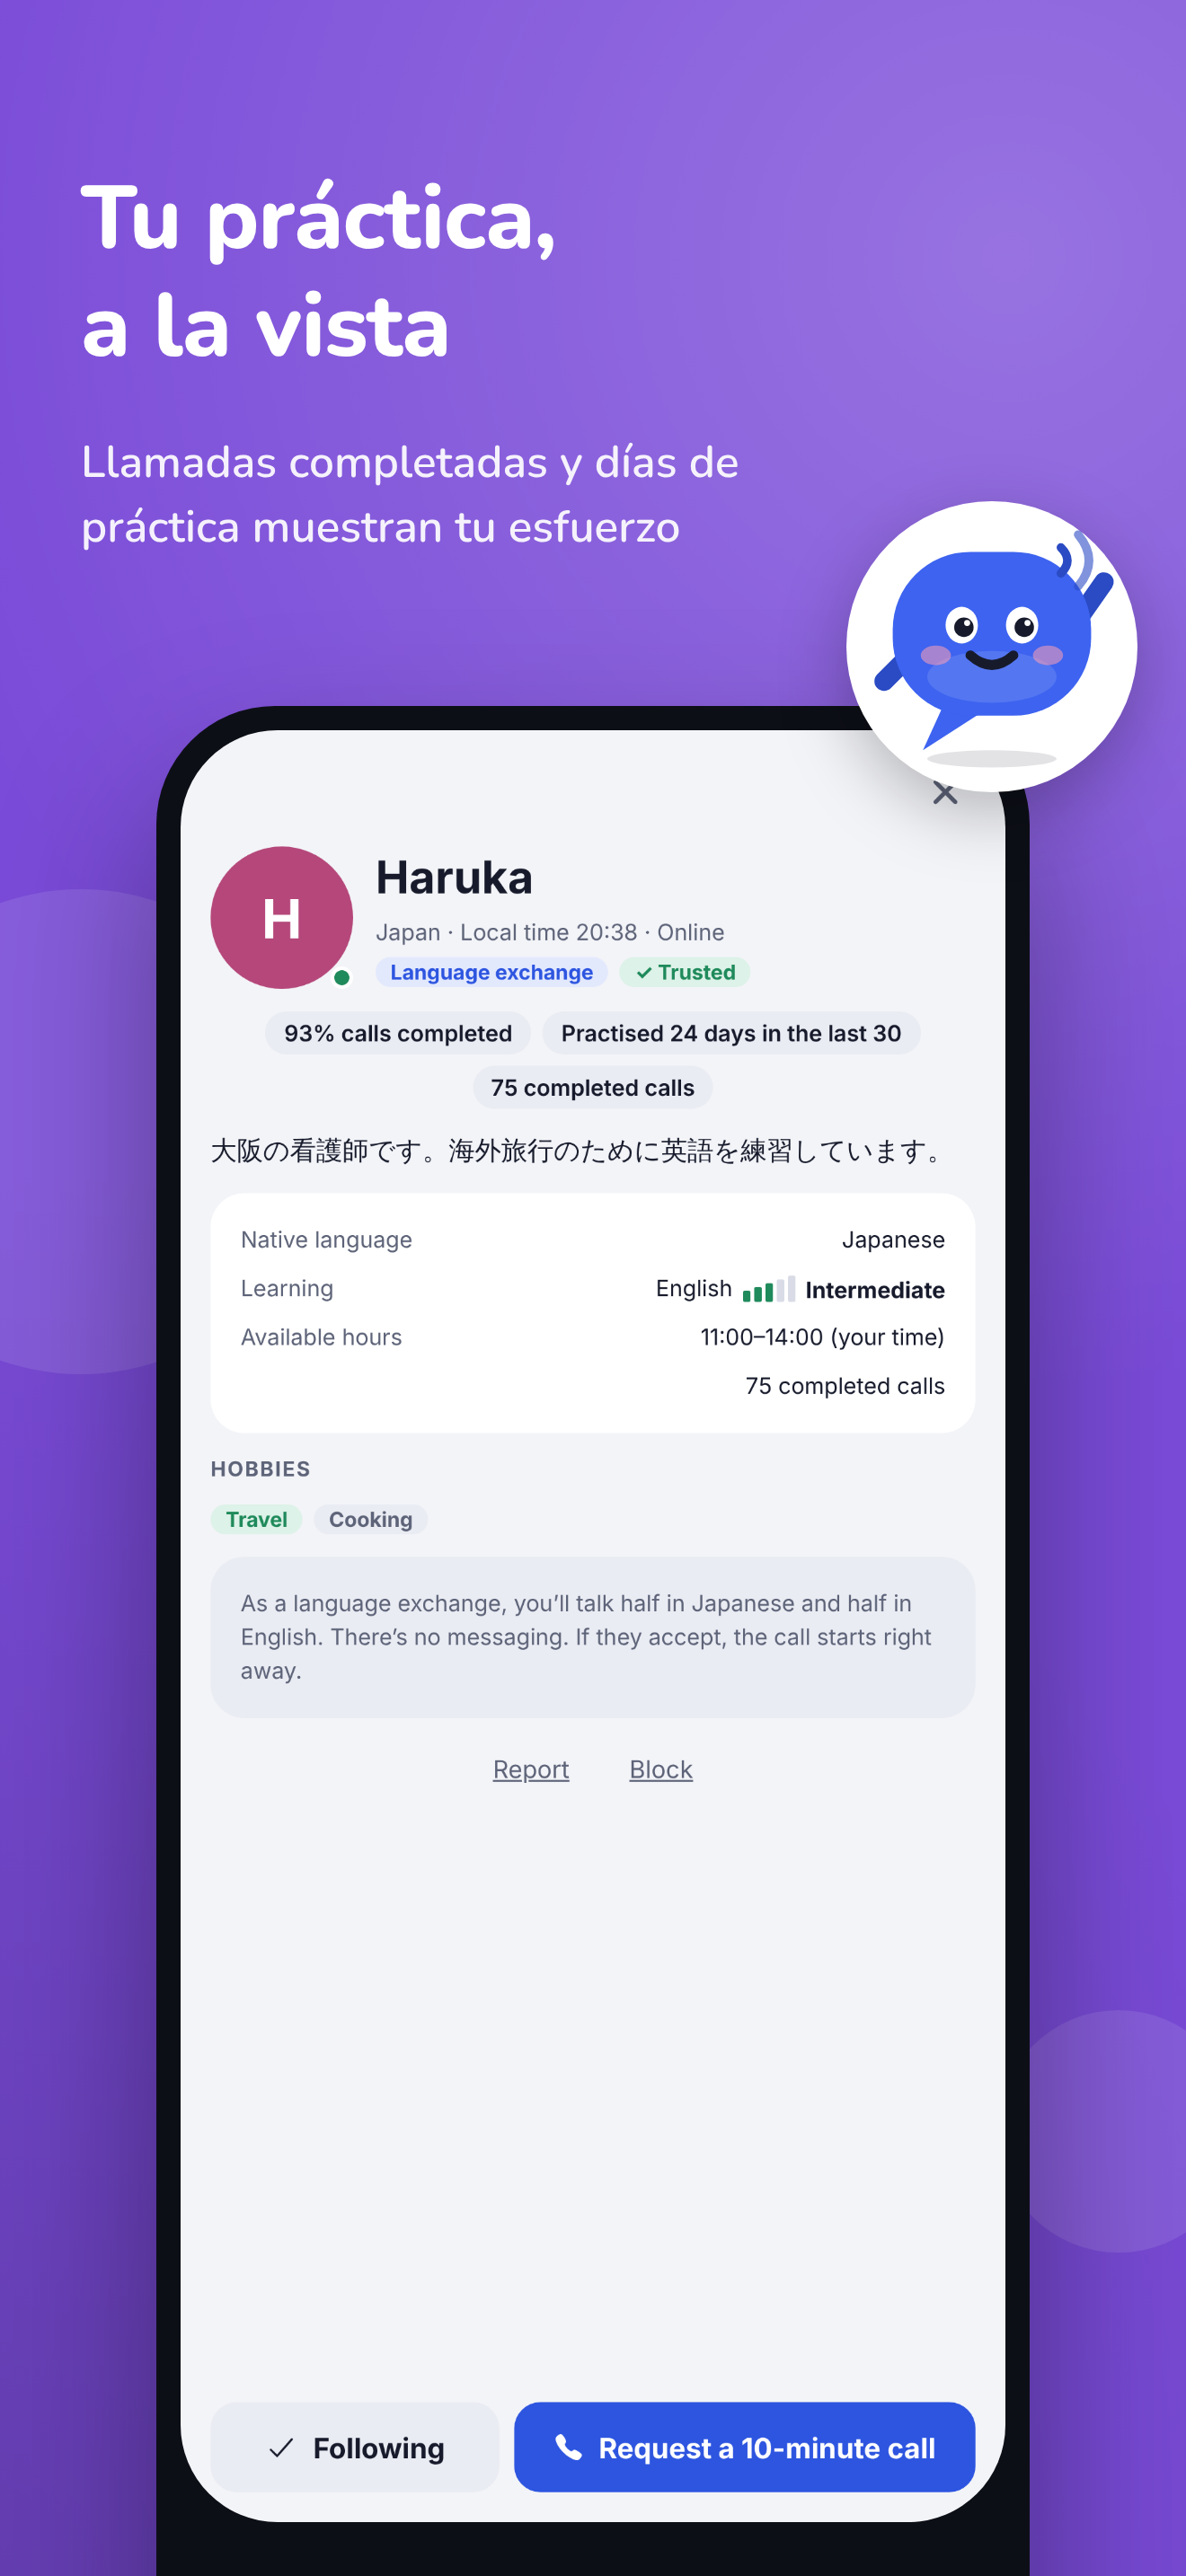 Tu práctica,
a la vista
Llamadas completadas y días de
práctica muestran tu esfuerzo
H
Haruka
Japan · Local time 20:38 · Online
Language exchange ✓ Trusted
93% calls completed Practised 24 days in the last 30
75 completed calls
大阪の看護師です。海外旅行のために英語を練習しています。
Native language Japanese
Learning English Intermediate
Available hours 11:00–14:00 (your time)
75 completed calls
HOBBIES
Travel Cooking
As a language exchange, you’ll talk half in Japanese and half in
English. There’s no messaging. If they accept, the call starts right
away.
Report Block
✓ Following Request a 10-minute call